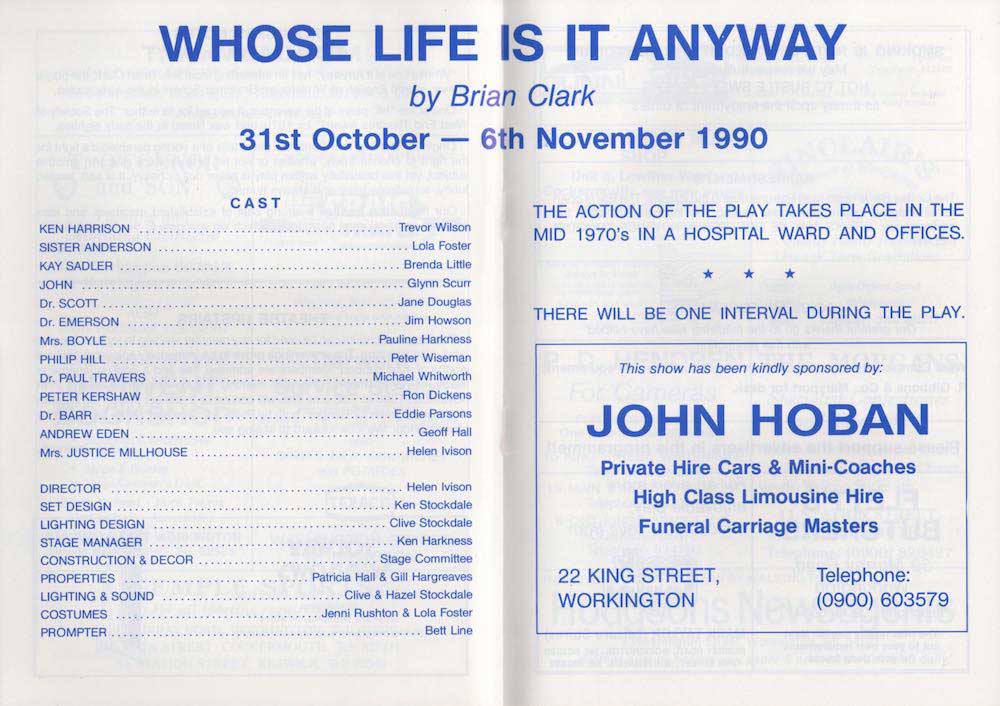 WHOSE LIFE IS IT ANYWAY
by Brian Clark
31st October — 6th November 1990
CAST
KEN HARRISON ........ Trevor Wilson
SISTER ANDERSON ........ Lola Foster
KAY SADLER ........ Brenda Little
JOHN ........ Glynn Scurr
Dr. SCOTT ........ Jane Douglas
Dr. EMERSON ........ Jim Howson
Mrs. BOYLE ........ Pauline Harkness
PHILIP HILL ........ Peter Wiseman
Dr. PAUL TRAVERS ........ Michael Whitworth
PETER KERSHAW ........ Ron Dickens
Dr. BARR ........ Eddie Parsons
ANDREW EDEN ........ Geoff Hall
Mrs. JUSTICE MILLHOUSE ........ Helen Ivison
DIRECTOR ........ Helen Ivison
SET DESIGN ........ Ken Stockdale
LIGHTING DESIGN ........ Clive Stockdale
STAGE MANAGER ........ Ken Harkness
CONSTRUCTION & DECOR ........ Stage Committee
PROPERTIES ........ Patricia Hall & Gill Hargreaves
LIGHTING & SOUND ........ Clive & Hazel Stockdale
COSTUMES ........ Jenni Rushton & Lola Foster
PROMPTER ........ Bett Line
THE ACTION OF THE PLAY TAKES PLACE IN THE
MID 1970's IN A HOSPITAL WARD AND OFFICES.
★ ★ ★
THERE WILL BE ONE INTERVAL DURING THE PLAY.
This show has been kindly sponsored by:
JOHN HOBAN
Private Hire Cars & Mini-Coaches
High Class Limousine Hire
Funeral Carriage Masters
22 KING STREET,
WORKINGTON
Telephone:
(0900) 603579